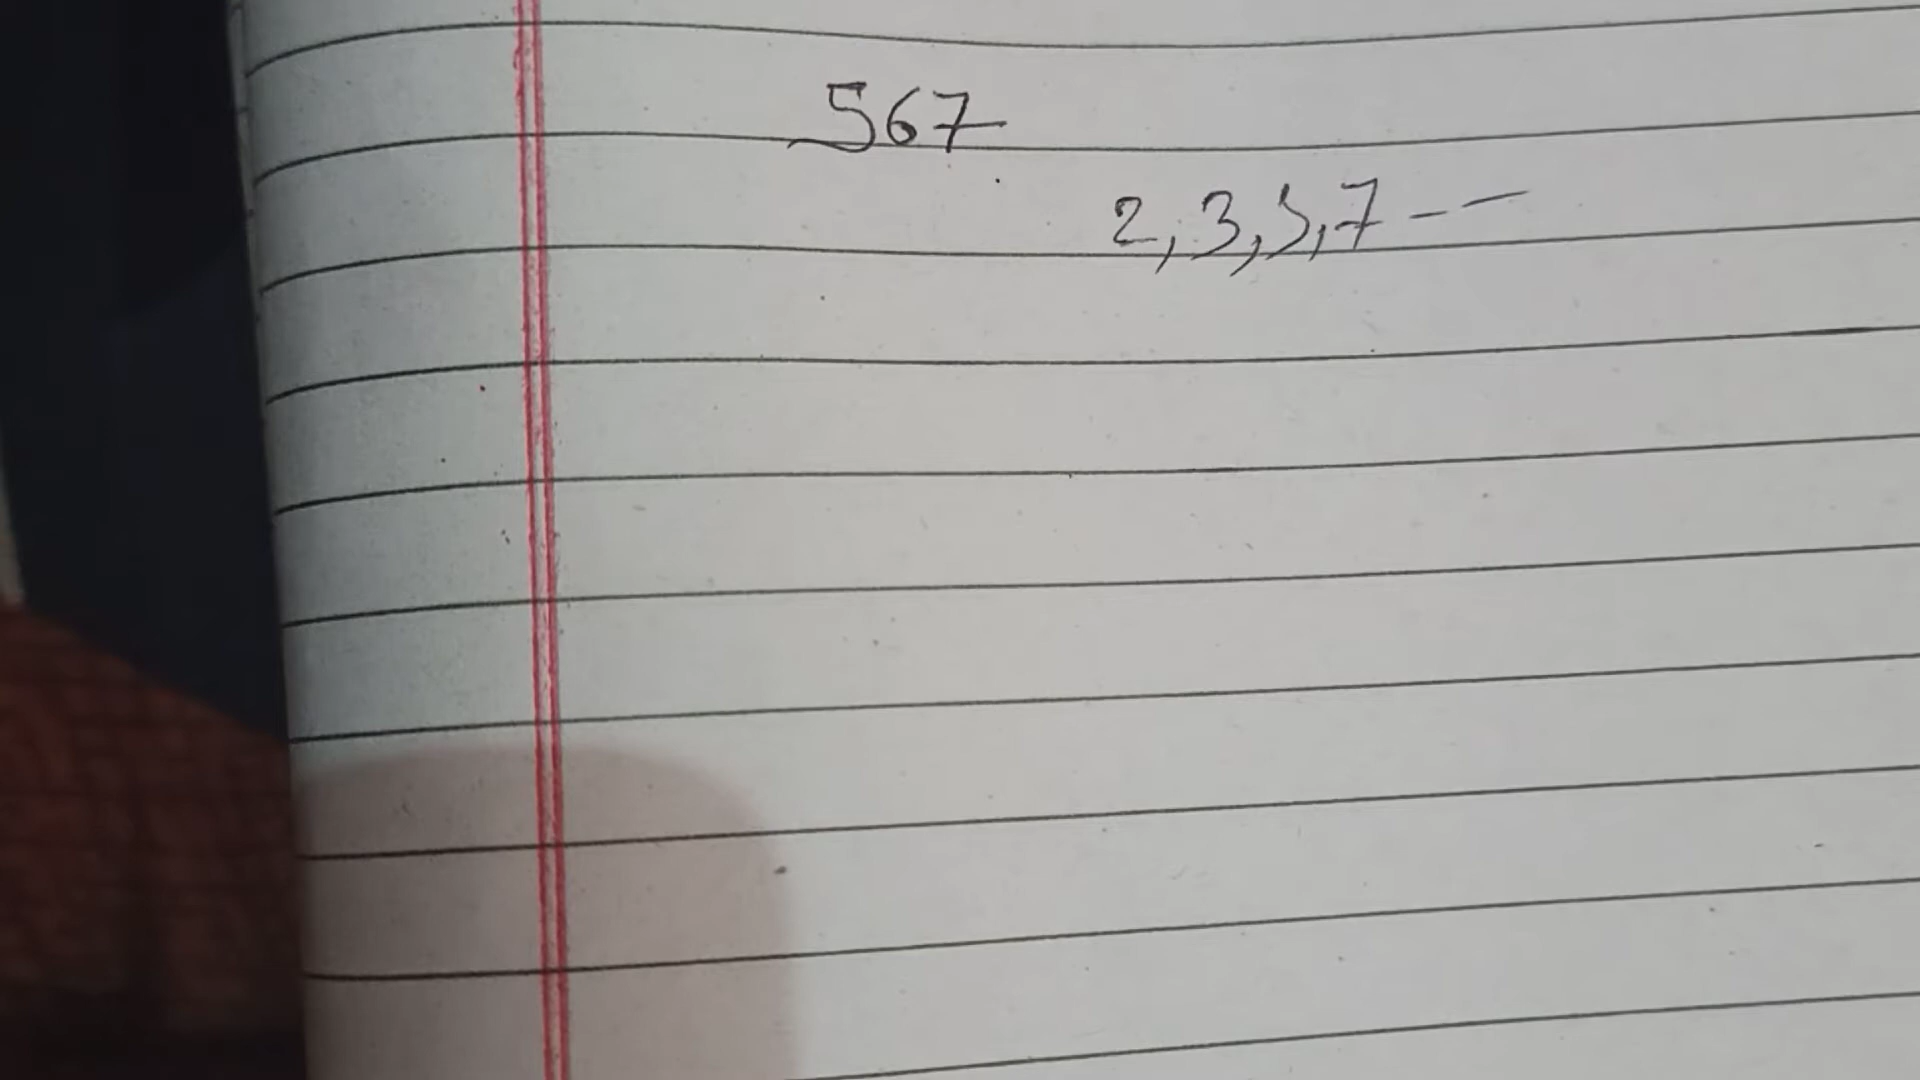 567
2, 3, 5, 7 - -